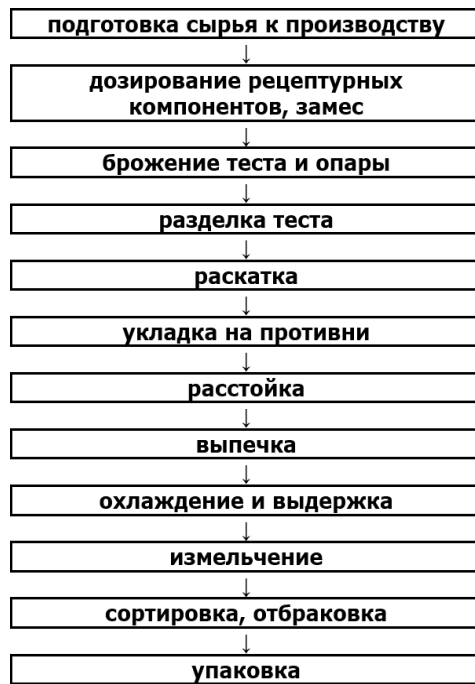 подготовка сырья к производству
↓
дозирование рецептурных
компонентов, замес
↓
брожение теста и опары
↓
разделка теста
↓
раскатка
↓
укладка на противни
↓
расстойка
↓
выпечка
↓
охлаждение и выдержка
↓
измельчение
↓
сортировка, отбраковка
↓
упаковка